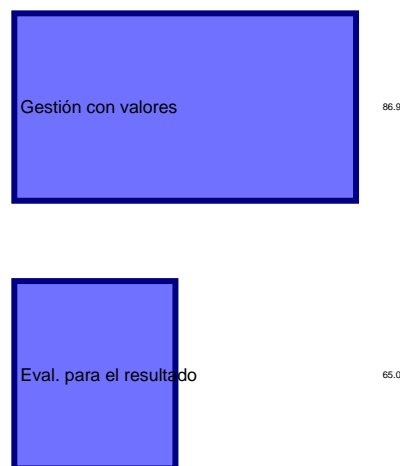 Gestión con valores
86.9
Eval. para el resultado
65.0